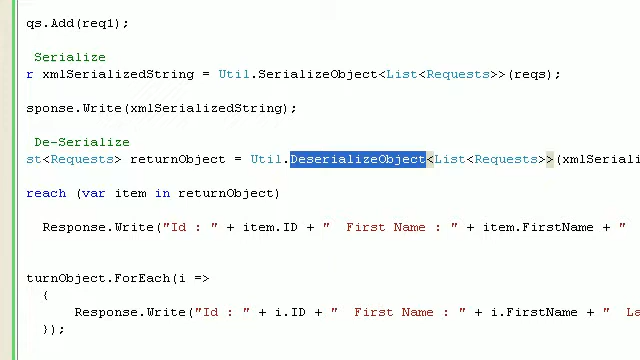 qs.Add(req1);
Serialize
r xmlSerializedString = Util.SerializeObject<List<Requests>>(reqs);
sponse.Write(xmlSerializedString);
De-Serialize
st<Requests> returnObject = Util.DeserializeObject<List<Requests>>(xmlSeriali
reach (var item in returnObject)
Response.Write("Id : " + item.ID + "  First Name : " + item.FirstName + "
turnObject.ForEach(i =>
{
Response.Write("Id : " + i.ID + "  First Name : " + i.FirstName + "  La
});